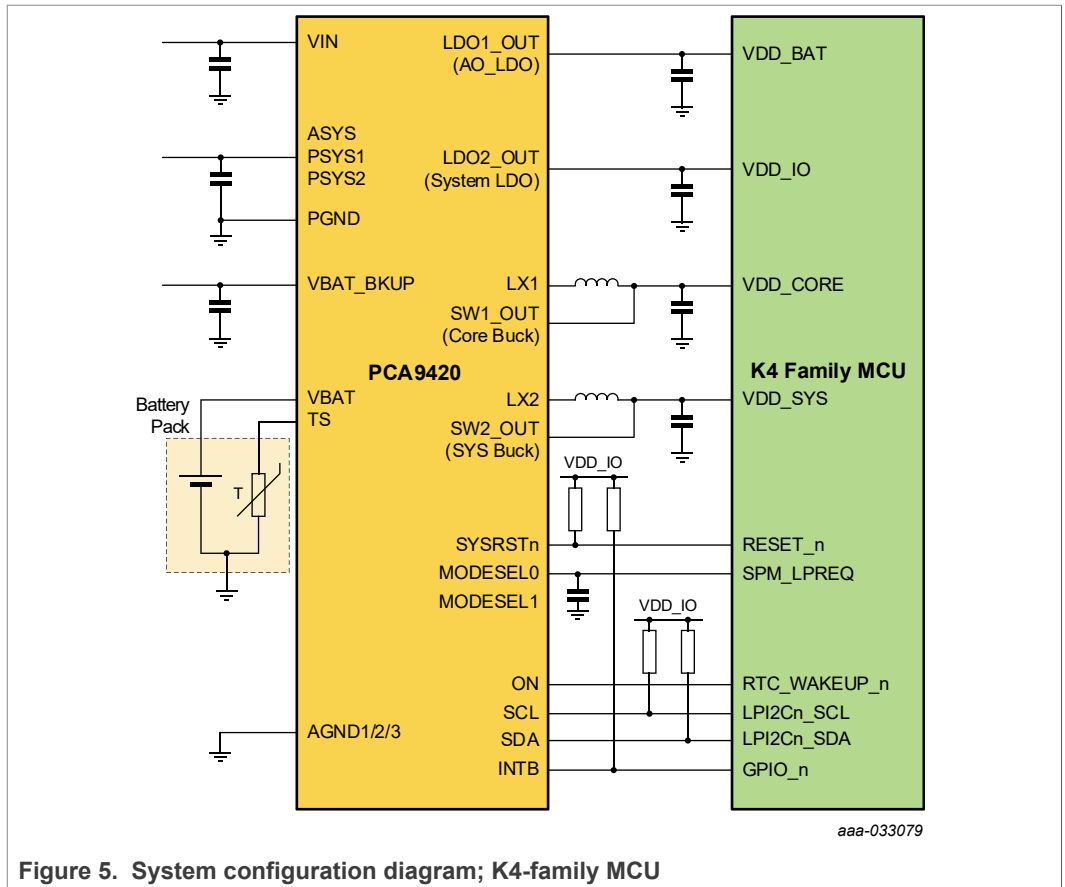 VIN
ASYS
PSYS1
PSYS2
PGND
VBAT_BKUP
PCA9420
VBAT
TS
Battery
Pack
T
AGND1/2/3
LDO1_OUT
(AO_LDO)
LDO2_OUT
(System LDO)
LX1
SW1_OUT
(Core Buck)
LX2
SW2_OUT
(SYS Buck)
VDD_IO
SYSRSTn
MODESEL0
MODESEL1
VDD_IO
ON
SCL
SDA
INTB
VDD_BAT
VDD_IO
VDD_CORE
K4 Family MCU
VDD_SYS
RESET_n
SPM_LPREQ
RTC_WAKEUP_n
LPI2Cn_SCL
LPI2Cn_SDA
GPIO_n
aaa-033079
Figure 5. System configuration diagram; K4-family MCU